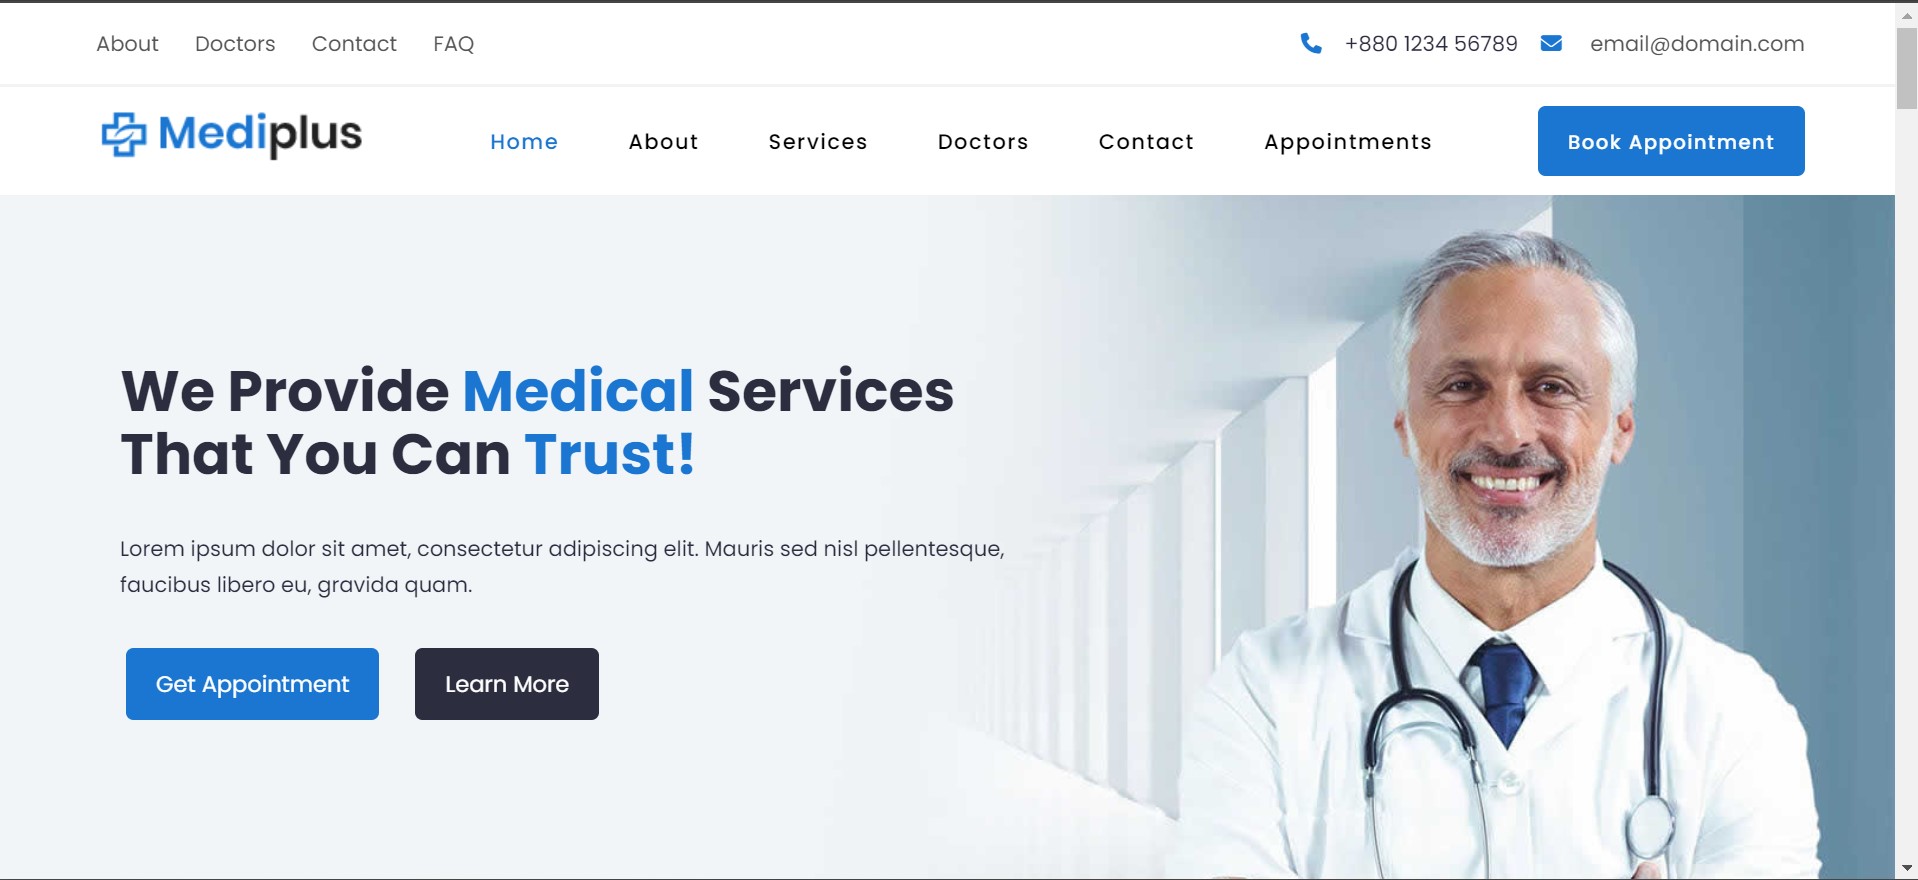 About Doctors Contact FAQ +880 1234 56789 email@domain.com
Mediplus Home About Services Doctors Contact Appointments Book Appointment
We Provide Medical Services
That You Can Trust!
Lorem ipsum dolor sit amet, consectetur adipiscing elit. Mauris sed nisl pellentesque,
faucibus libero eu, gravida quam.
Get Appointment Learn More